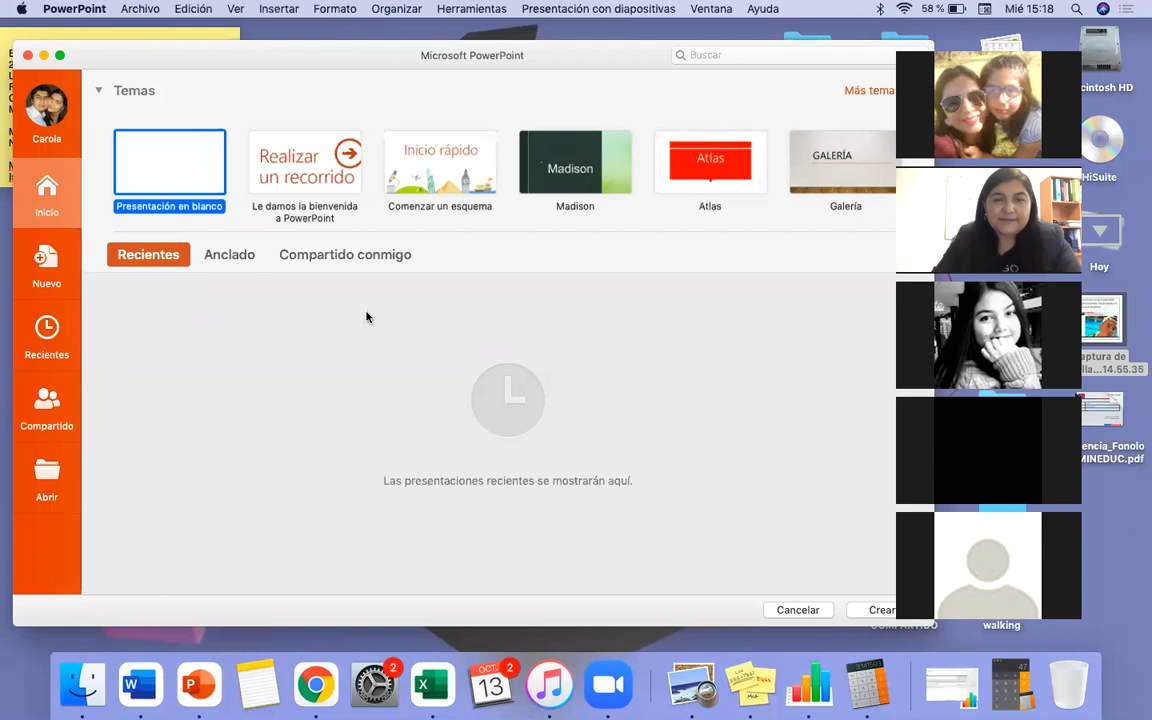 PowerPoint Archivo Edición Ver Insertar Formato Organizar Herramientas Presentación con diapositivas Ventana Ayuda 58 % Mié 15:18
Microsoft PowerPoint
Buscar
Carola
Inicio
Nuevo
Recientes
Compartido
Abrir
Temas
Más tema
Realizar
un recorrido
Inicio rápido
Madison
Atlas
GALERÍA
Presentación en blanco
Le damos la bienvenida
a PowerPoint
Comenzar un esquema
Madison
Atlas
Galería
Recientes Anclado Compartido conmigo
Las presentaciones recientes se mostrarán aquí.
Cancelar Crear
cintosh HD
HiSuite
Hoy
aptura de
lla...14.55.35
encia_Fonolo
MINEDUC.pdf
COMPARTIDO
walking
GO
W
P
2
OCT.
2
13
47